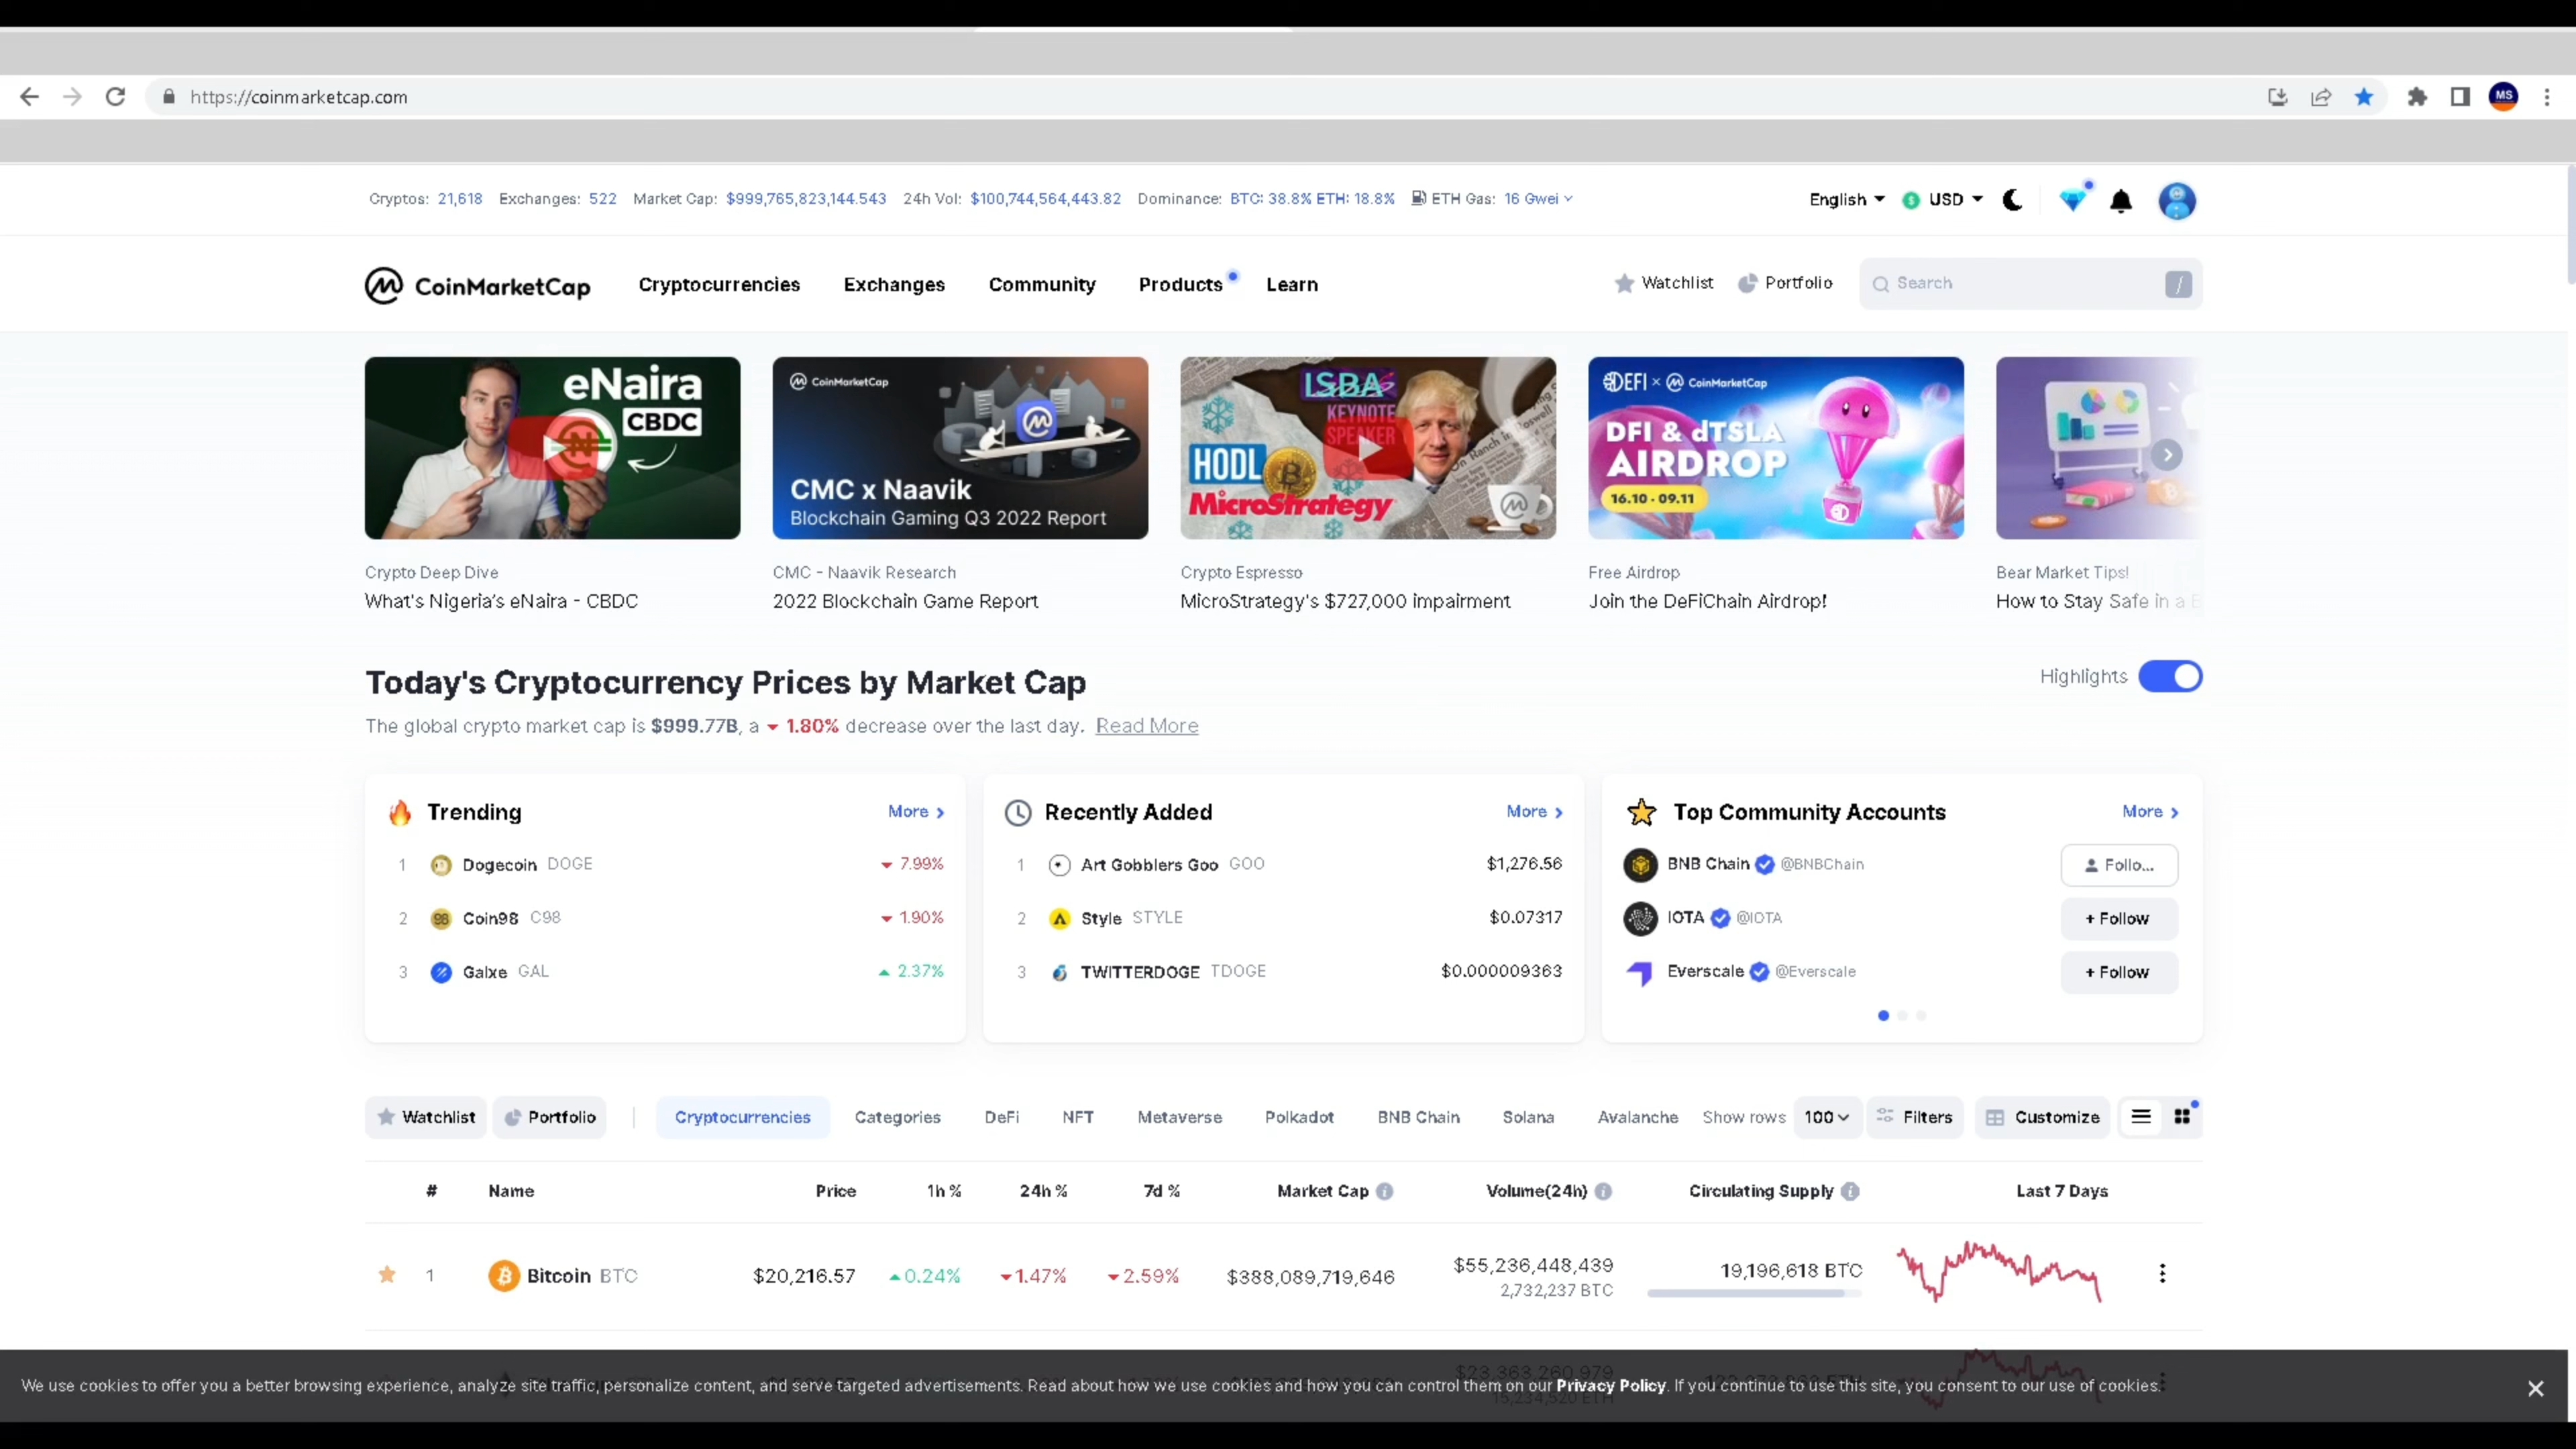 https://coinmarketcap.com
MS
Cryptos: 21,618 Exchanges: 522 Market Cap: $999,765,823,144.543 24h Vol: $100,744,564,443.82 Dominance: BTC: 38.8% ETH: 18.8% ETH Gas: 16 Gwei
English USD
CoinMarketCap Cryptocurrencies Exchanges Community Products Learn
Watchlist Portfolio Search /
eNaira
CBDC
CoinMarketCap
CMC x Naavik
Blockchain Gaming Q3 2022 Report
LSBA
KEYNOTE
SPEAKER
HODL
MicroStrategy
DEFI × CoinMarketCap
DFI & dTSLA
AIRDROP
16.10 - 09.11
Crypto Deep Dive
What's Nigeria's eNaira - CBDC
CMC - Naavik Research
2022 Blockchain Game Report
Crypto Espresso
MicroStrategy's $727,000 impairment
Free Airdrop
Join the DeFiChain Airdrop!
Bear Market Tips!
How to Stay Safe in a
Today's Cryptocurrency Prices by Market Cap
Highlights
The global crypto market cap is $999.77B, a 1.80% decrease over the last day. Read More
Trending More
1 Dogecoin DOGE 7.99%
2 Coin98 C98 1.90%
3 Galxe GAL 2.37%
Recently Added More
1 Art Gobblers Goo GOO $1,276.56
2 Style STYLE $0.07317
3 TWITTERDOGE TDOGE $0.000009363
Top Community Accounts More
BNB Chain @BNBChain Follo...
IOTA @IOTA + Follow
Everscale @Everscale + Follow
Watchlist Portfolio Cryptocurrencies Categories DeFi NFT Metaverse Polkadot BNB Chain Solana Avalanche Show rows 100 Filters Customize
# Name Price 1h % 24h % 7d % Market Cap Volume(24h) Circulating Supply Last 7 Days
1 Bitcoin BTC $20,216.57 0.24% 1.47% 2.59% $388,089,719,646 $55,236,448,439 19,196,618 BTC
2,732,237 BTC
$23,363,260,979
We use cookies to offer you a better browsing experience, analyze site traffic, personalize content, and serve targeted advertisements. Read about how we use cookies and how you can control them on our Privacy Policy. If you continue to use this site, you consent to our use of cookies.